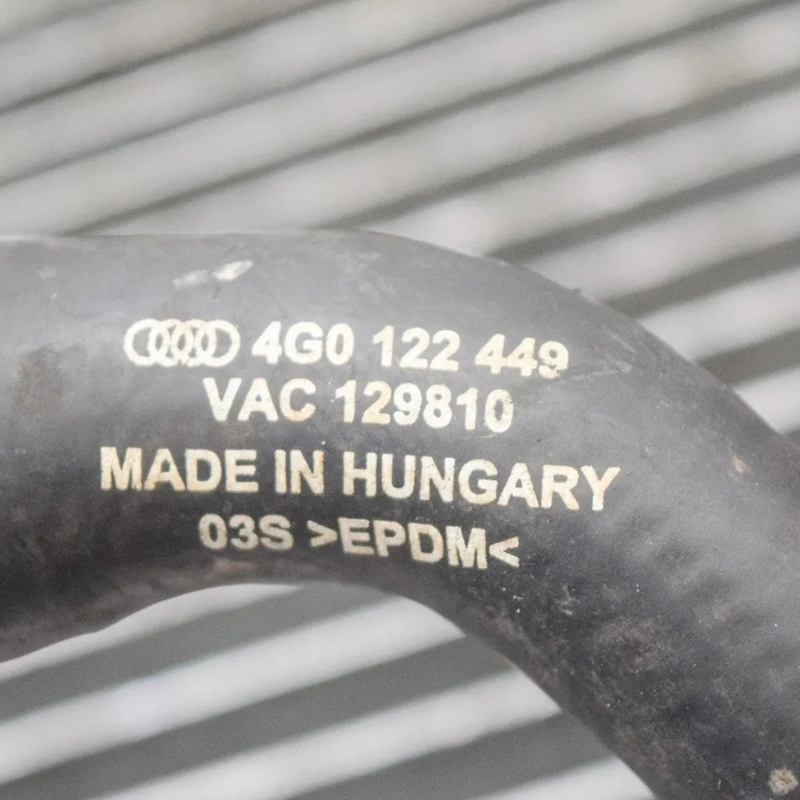 4G0 122 449
VAC 129810
MADE IN HUNGARY
03S >EPDM<